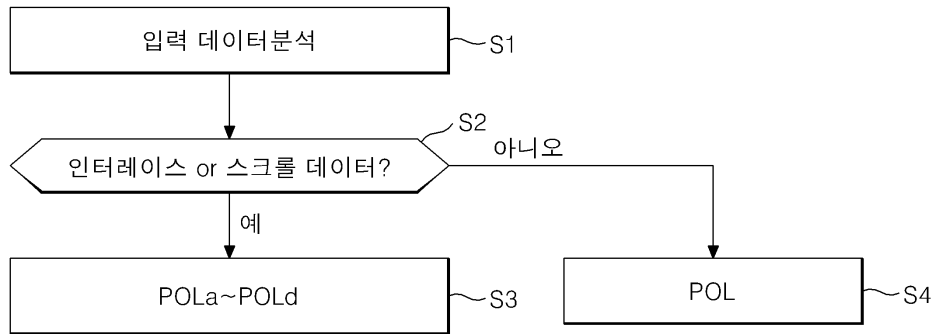 입력 데이터분석
S1
S2
인터레이스 or 스크롤 데이터?
아니오
예
POLa~POLd
S3
POL
S4